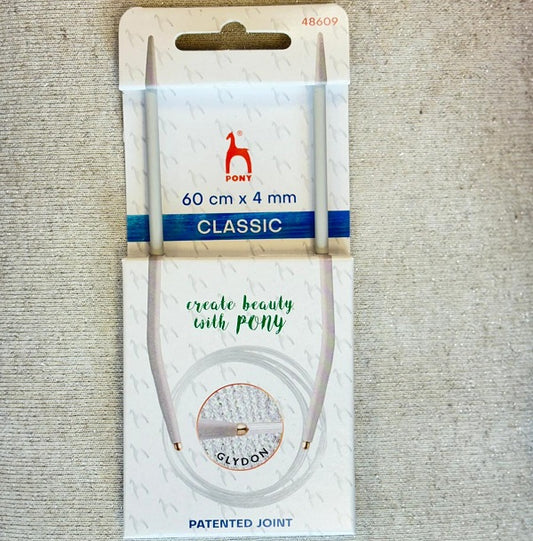 48609
®
PONY
60 cm x 4 mm
CLASSIC
create beauty
with PONY
GLYDON
PATENTED JOINT